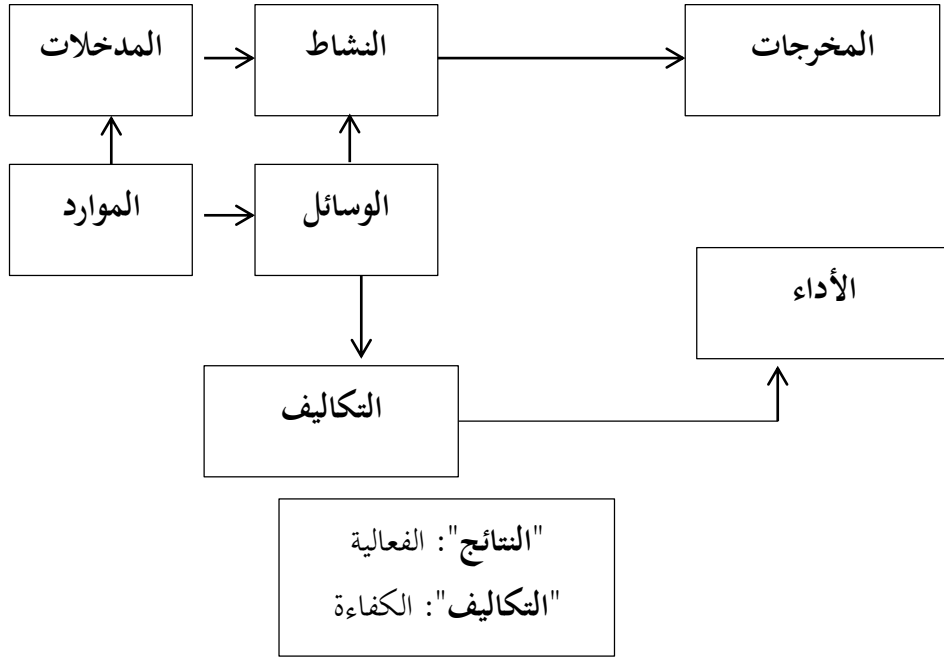 المدخلات
النشاط
المخرجات
الموارد
الوسائل
الأداء
التكاليف
"النتائج": الفعالية
"التكاليف": الكفاءة